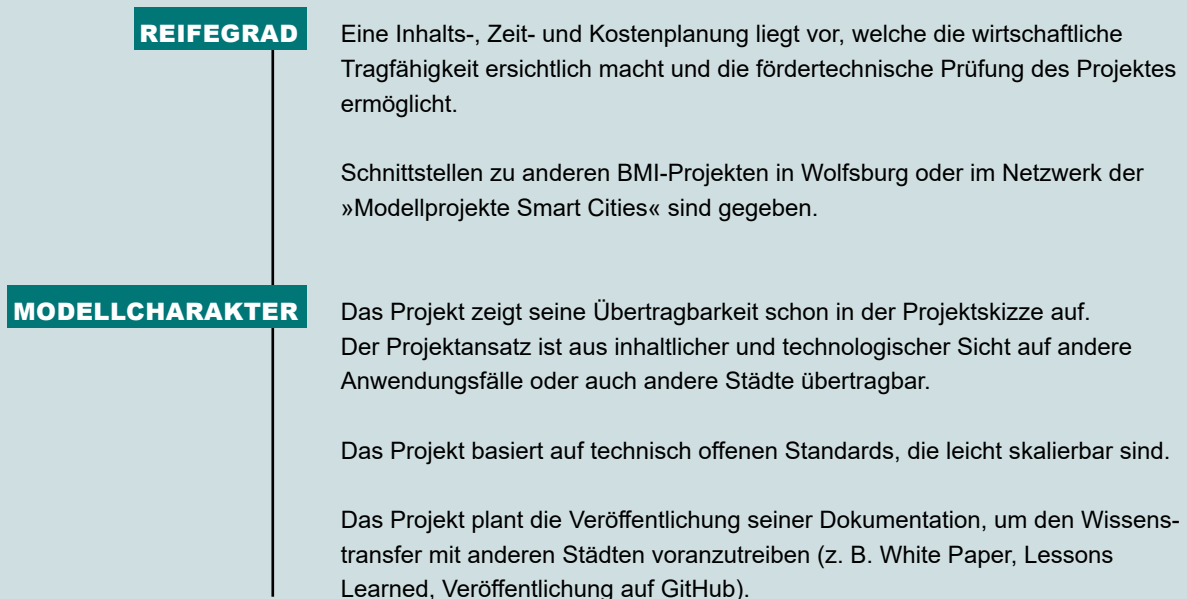 REIFEGRAD
Eine Inhalts-, Zeit- und Kostenplanung liegt vor, welche die wirtschaftliche
Tragfähigkeit ersichtlich macht und die fördertechnische Prüfung des Projektes
ermöglicht.
Schnittstellen zu anderen BMI-Projekten in Wolfsburg oder im Netzwerk der
»Modellprojekte Smart Cities« sind gegeben.
MODELLCHARAKTER
Das Projekt zeigt seine Übertragbarkeit schon in der Projektskizze auf.
Der Projektansatz ist aus inhaltlicher und technologischer Sicht auf andere
Anwendungsfälle oder auch andere Städte übertragbar.
Das Projekt basiert auf technisch offenen Standards, die leicht skalierbar sind.
Das Projekt plant die Veröffentlichung seiner Dokumentation, um den Wissens-
transfer mit anderen Städten voranzutreiben (z. B. White Paper, Lessons
Learned, Veröffentlichung auf GitHub).